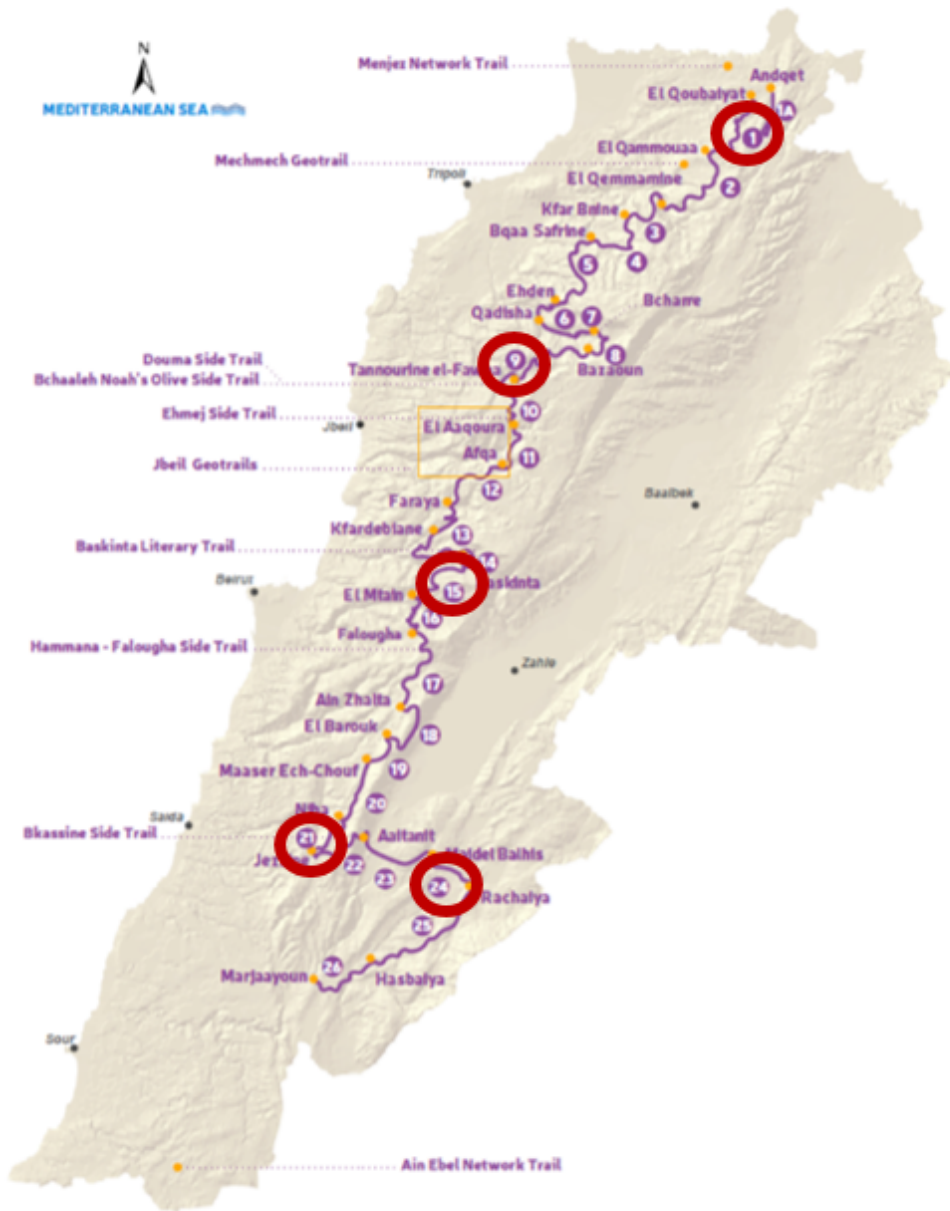 N
MEDITERRANEAN SEA
Menjez Network Trail
Andqet
El Qoubaiyat
1A
1
El Qammouaa
Mechmech Geotrail
El Qemmamine
Tripoli
2
Kfar Bnine
3
Bqaa Safrine
4
5
Ehden
Bcharre
Qadisha
6
7
8
Bazaoun
Douma Side Trail
9
Tannourine el-Fawqa
Bchaaleh Noah's Olive Side Trail
Ehmej Side Trail
10
Jbeil
El Aaqoura
Afqa
11
Jbeil Geotrails
12
Baalbek
Faraya
Kfardebiane
13
Baskinta Literary Trail
14
Beirut
15
El Mtain
16
Falougha
Hammana - Falougha Side Trail
Zahle
17
Ain Zhalta
El Barouk
18
Maaser Ech-Chouf
19
20
Saida
Niha
Bkassine Side Trail
21
Aaitanit
Jezzine
22
Majdel Balhis
23
24
Rachaiya
25
Marjaayoun
26
Hasbaiya
Sour
Ain Ebel Network Trail